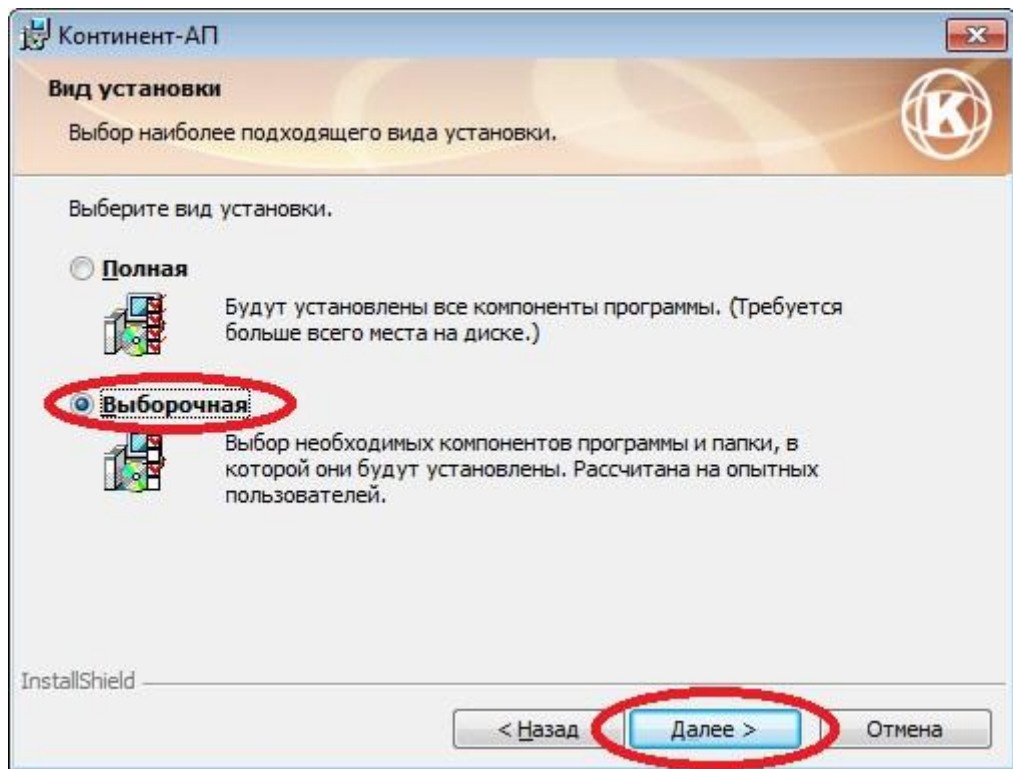 Континент-АП
Вид установки
Выбор наиболее подходящего вида установки.
K
Выберите вид установки.
Полная
Будут установлены все компоненты программы. (Требуется
больше всего места на диске.)
Выборочная
Выбор необходимых компонентов программы и папки, в
которой они будут установлены. Рассчитана на опытных
пользователей.
InstallShield
< Назад
Далее >
Отмена